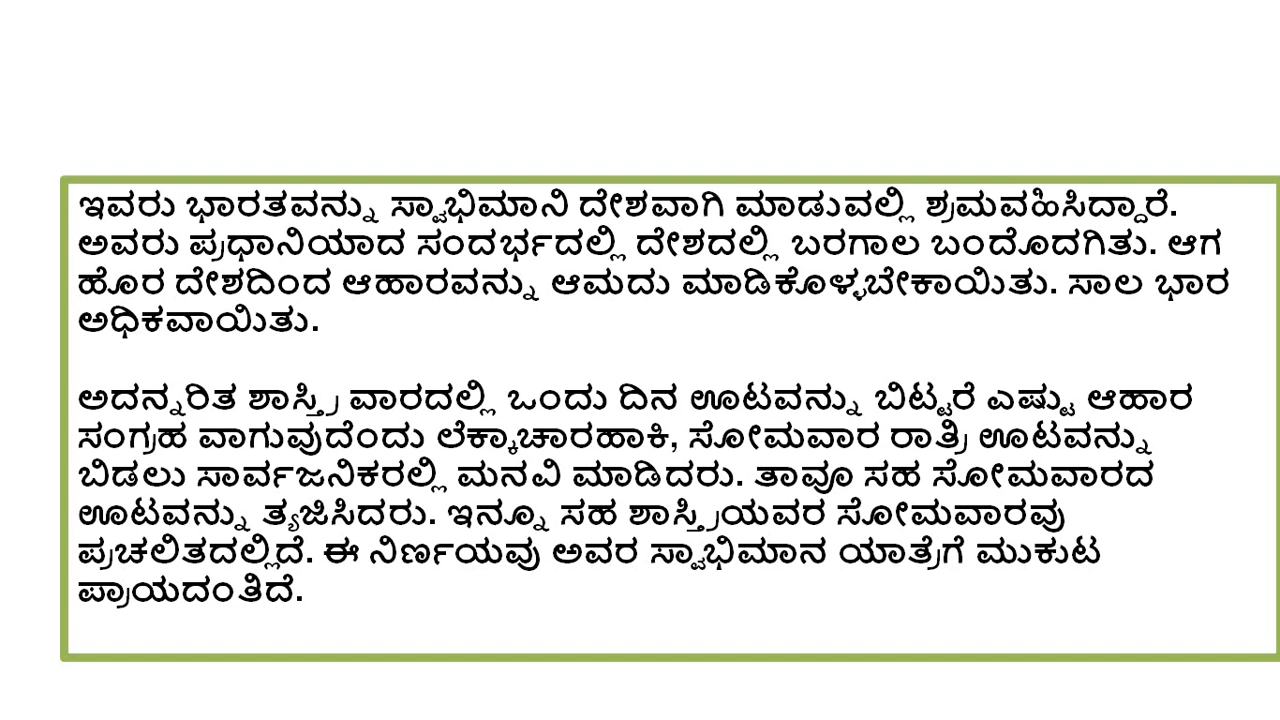 ಇವರು ಭಾರತವನ್ನು ಸ್ವಾಭಿಮಾನಿ ದೇಶವಾಗಿ ಮಾಡುವಲ್ಲಿ ಶ್ರಮವಹಿಸಿದ್ದಾರೆ.
ಅವರು ಪ್ರಧಾನಿಯಾದ ಸಂದರ್ಭದಲ್ಲಿ ದೇಶದಲ್ಲಿ ಬರಗಾಲ ಬಂದೊದಗಿತು. ಆಗ
ಹೊರ ದೇಶದಿಂದ ಆಹಾರವನ್ನು ಆಮದು ಮಾಡಿಕೊಳ್ಳಬೇಕಾಯಿತು. ಸಾಲ ಭಾರ
ಅಧಿಕವಾಯಿತು.
ಅದನ್ನರಿತ ಶಾಸ್ತ್ರಿ ವಾರದಲ್ಲಿ ಒಂದು ದಿನ ಊಟವನ್ನು ಬಿಟ್ಟರೆ ಎಷ್ಟು ಆಹಾರ
ಸಂಗ್ರಹ ವಾಗುವುದೆಂದು ಲೆಕ್ಕಾಚಾರಹಾಕಿ, ಸೋಮವಾರ ರಾತ್ರಿ ಊಟವನ್ನು
ಬಿಡಲು ಸಾರ್ವಜನಿಕರಲ್ಲಿ ಮನವಿ ಮಾಡಿದರು. ತಾವೂ ಸಹ ಸೋಮವಾರದ
ಊಟವನ್ನು ತ್ಯಜಿಸಿದರು. ಇನ್ನೂ ಸಹ ಶಾಸ್ತ್ರಿಯವರ ಸೋಮವಾರವು
ಪ್ರಚಲಿತದಲ್ಲಿದೆ. ಈ ನಿರ್ಣಯವು ಅವರ ಸ್ವಾಭಿಮಾನ ಯಾತ್ರೆಗೆ ಮುಕುಟ
ಪ್ರಾಯದಂತಿದೆ.